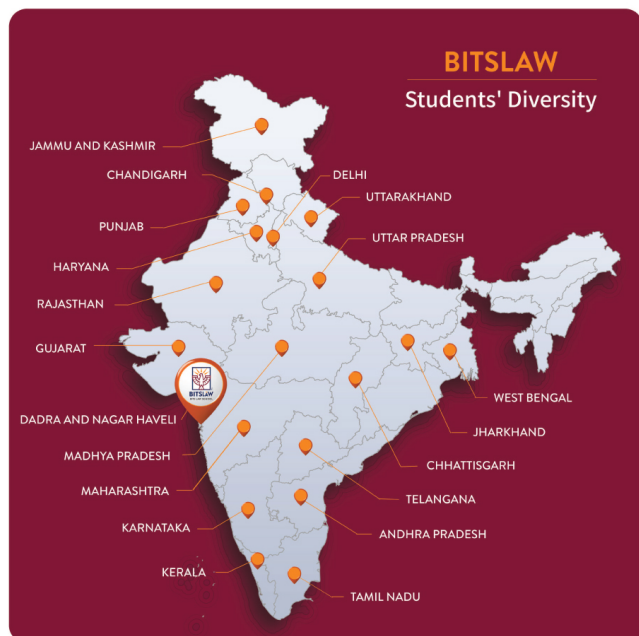 BITSLAW
Students' Diversity
JAMMU AND KASHMIR
CHANDIGARH
DELHI
UTTARAKHAND
PUNJAB
UTTAR PRADESH
HARYANA
RAJASTHAN
GUJARAT
BITSLAW
WEST BENGAL
DADRA AND NAGAR HAVELI
JHARKHAND
MADHYA PRADESH
CHHATTISGARH
MAHARASHTRA
TELANGANA
KARNATAKA
ANDHRA PRADESH
KERALA
TAMIL NADU